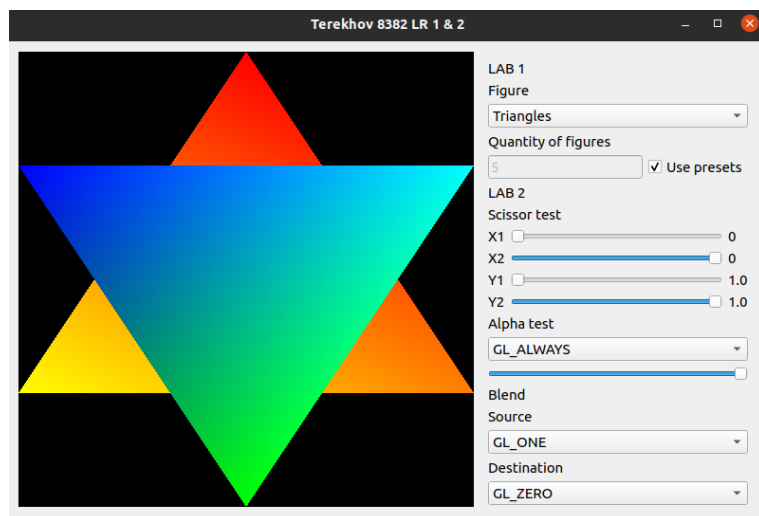 Terekhov 8382 LR 1 & 2
LAB 1
Figure
Triangles
Quantity of figures
5 Use presets
LAB 2
Scissor test
X1 0
X2 0
Y1 1.0
Y2 1.0
Alpha test
GL_ALWAYS
Blend
Source
GL_ONE
Destination
GL_ZERO